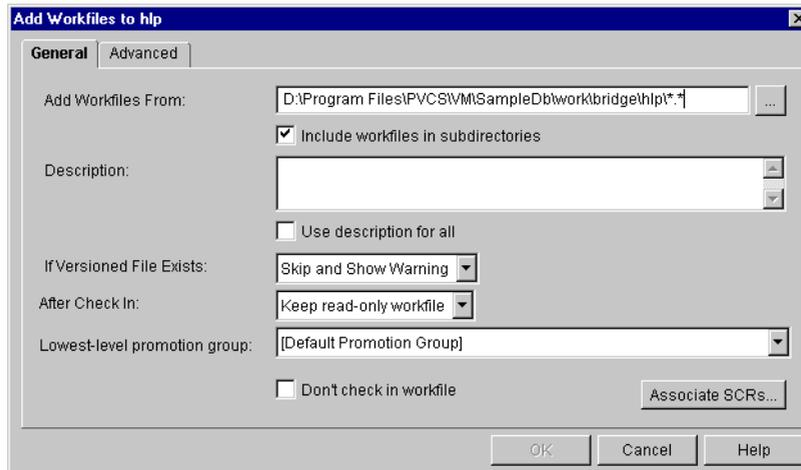 Add Workfiles to hlp
General Advanced
Add Workfiles From: D:\Program Files\PVCS\VM\SampleDb\work\bridge\hlp\*.* ...
Include workfiles in subdirectories
Description:
Use description for all
If Versioned File Exists: Skip and Show Warning
After Check In: Keep read-only workfile
Lowest-level promotion group: [Default Promotion Group]
Don't check in workfile Associate SCRs...
OK Cancel Help